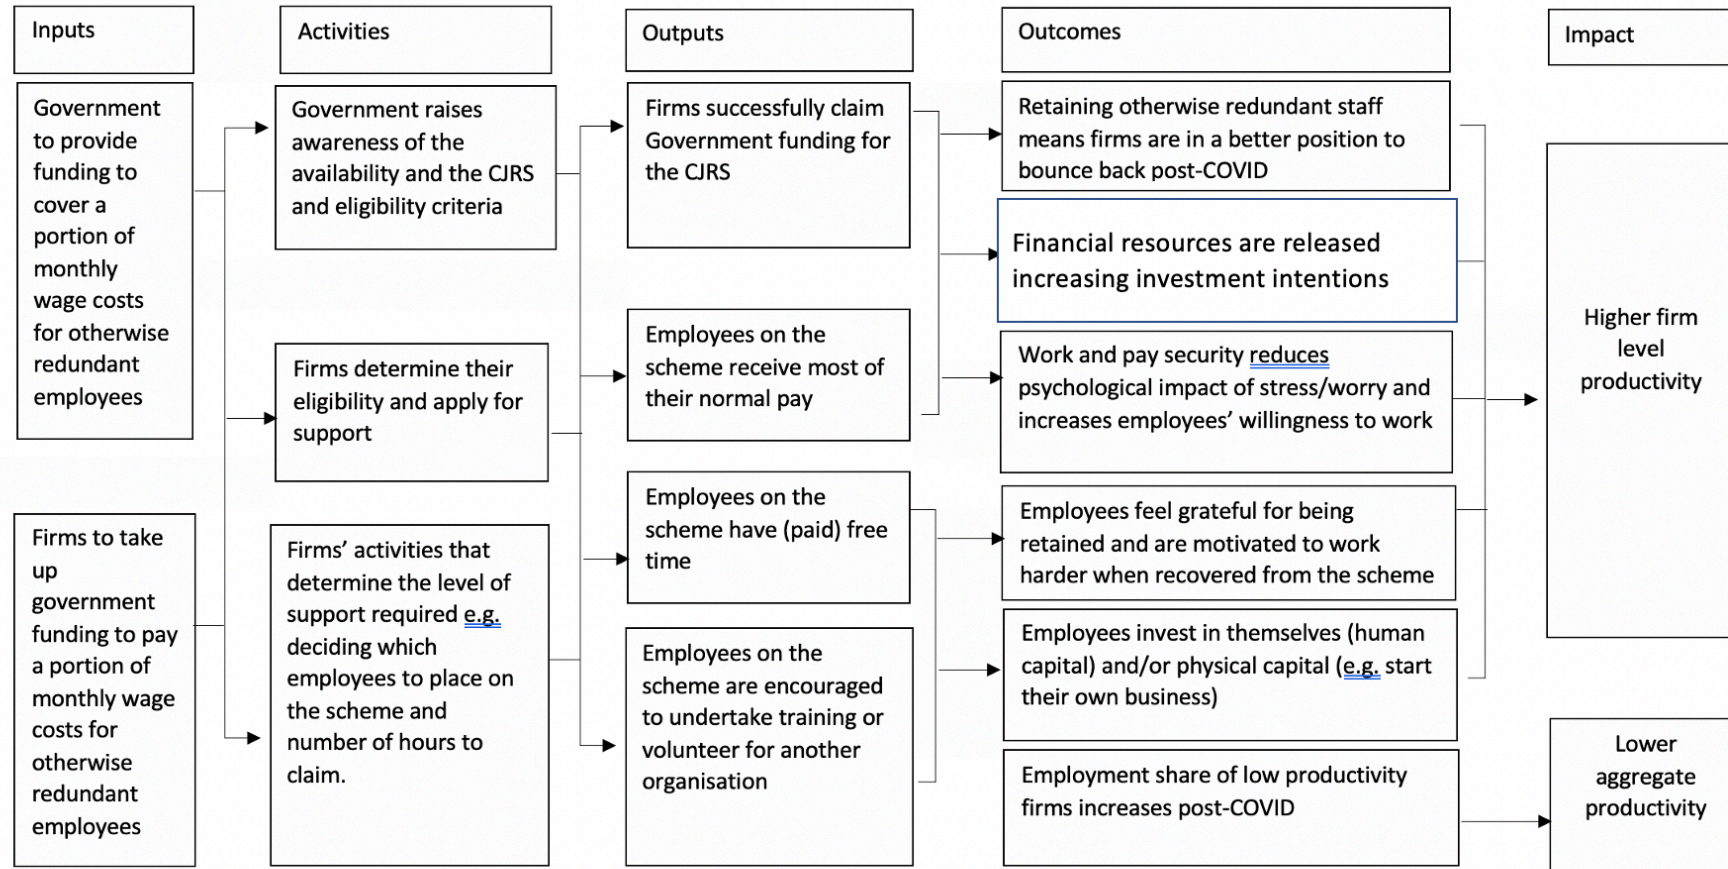 Inputs
Activities
Outputs
Outcomes
Impact
Government
to provide
funding to
cover a
portion of
monthly
wage costs
for otherwise
redundant
employees
Firms to take
up
government
funding to pay
a portion of
monthly wage
costs for
otherwise
redundant
employees
Government raises
awareness of the
availability and the CJRS
and eligibility criteria
Firms determine their
eligibility and apply for
support
Firms’ activities that
determine the level of
support required e.g.
deciding which
employees to place on
the scheme and
number of hours to
claim.
Firms successfully claim
Government funding for
the CJRS
Employees on the
scheme receive most of
their normal pay
Employees on the
scheme have (paid) free
time
Employees on the
scheme are encouraged
to undertake training or
volunteer for another
organisation
Retaining otherwise redundant staff
means firms are in a better position to
bounce back post-COVID
Financial resources are released
increasing investment intentions
Work and pay security reduces
psychological impact of stress/worry and
increases employees’ willingness to work
Employees feel grateful for being
retained and are motivated to work
harder when recovered from the scheme
Employees invest in themselves (human
capital) and/or physical capital (e.g. start
their own business)
Employment share of low productivity
firms increases post-COVID
Higher firm
level
productivity
Lower
aggregate
productivity